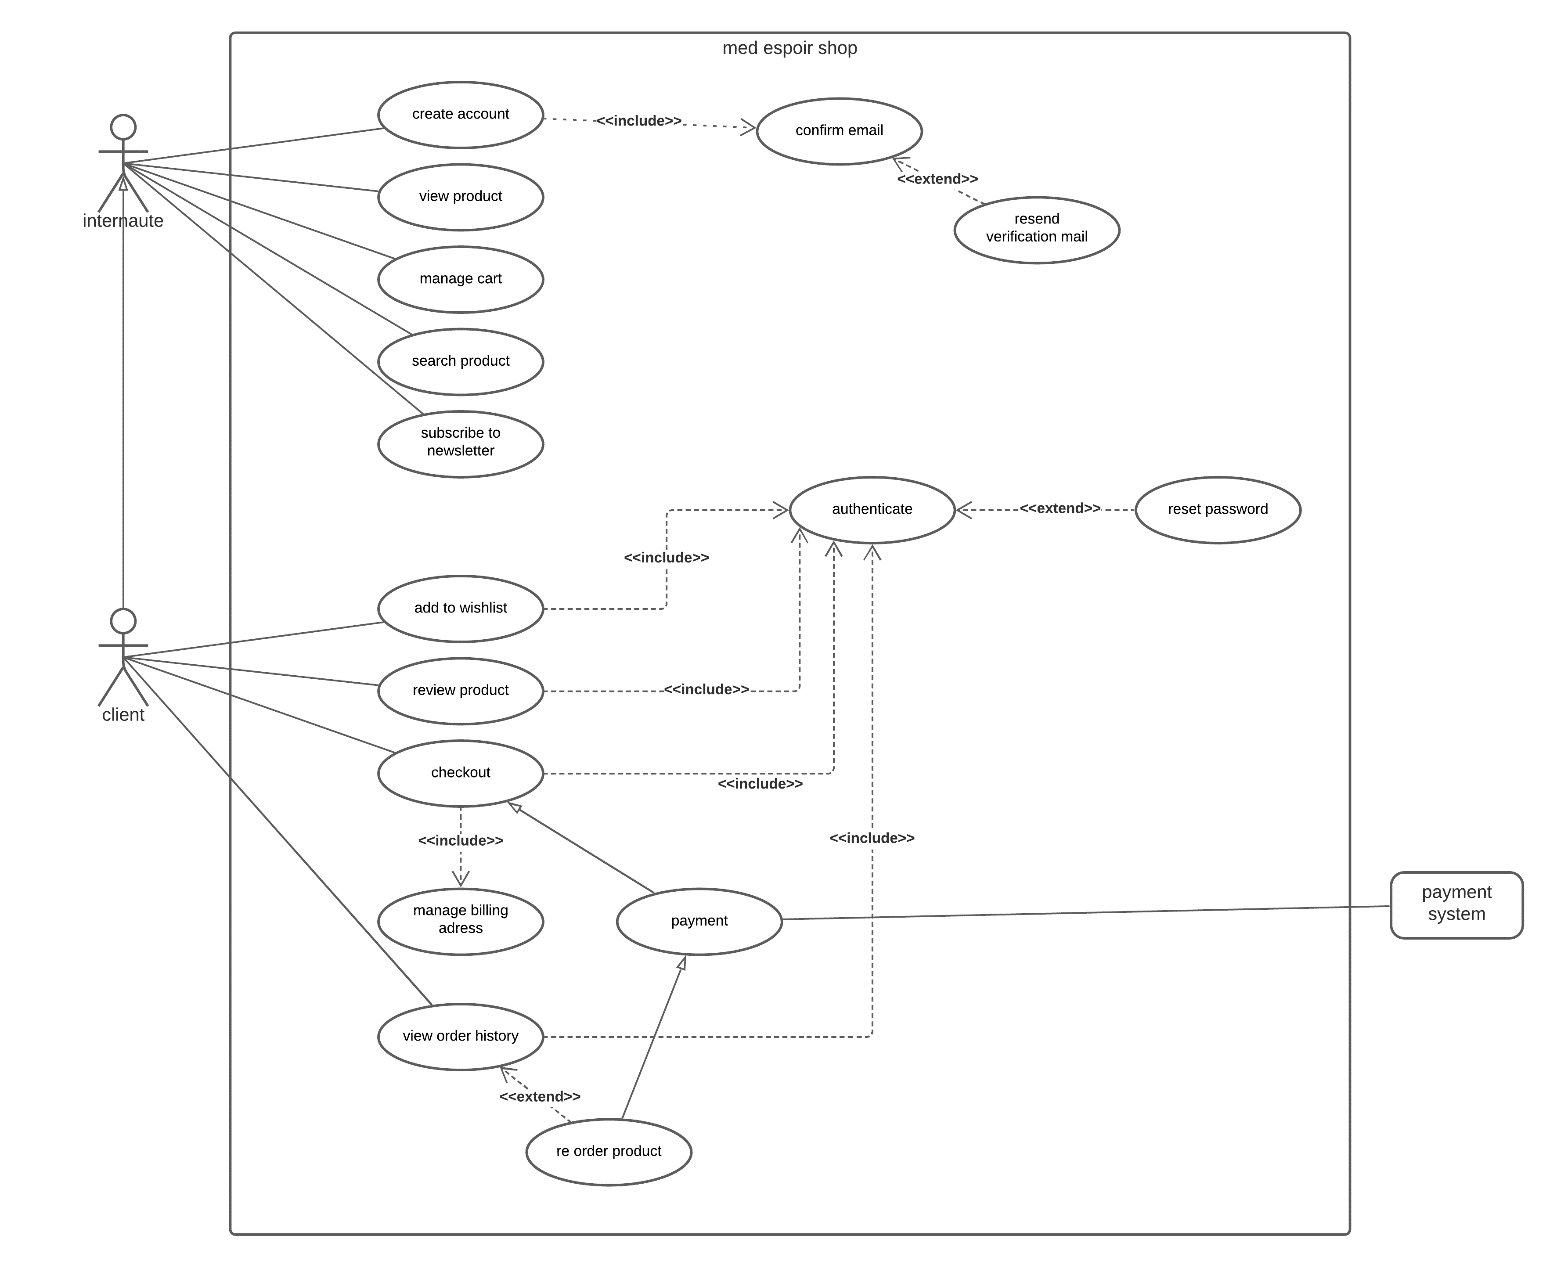 med espoir shop
create account
<<include>>
confirm email
<<extend>>
view product
internaute
resend
verification mail
manage cart
search product
subscribe to
newsletter
authenticate
<<extend>>
reset password
<<include>>
add to wishlist
review product
<<include>>
client
checkout
<<include>>
<<include>>
<<include>>
manage billing
adress
payment
payment
system
view order history
<<extend>>
re order product